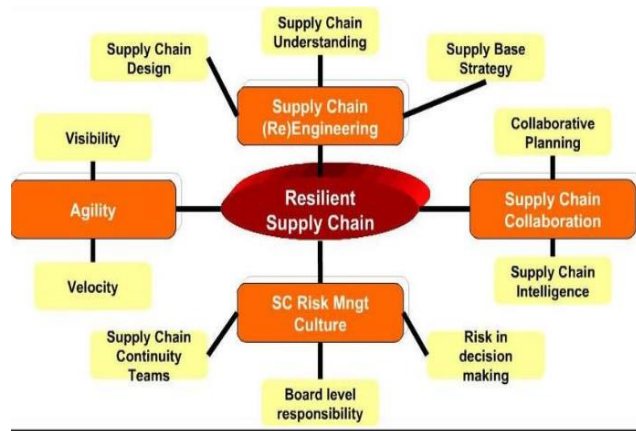 Supply Chain
Understanding
Supply Chain
Design
Supply Base
Strategy
Supply Chain
(Re)Engineering
Visibility
Collaborative
Planning
Agility
Resilient
Supply Chain
Supply Chain
Collaboration
Velocity
Supply Chain
Intelligence
SC Risk Mngt
Culture
Supply Chain
Continuity
Teams
Risk in
decision
making
Board level
responsibility